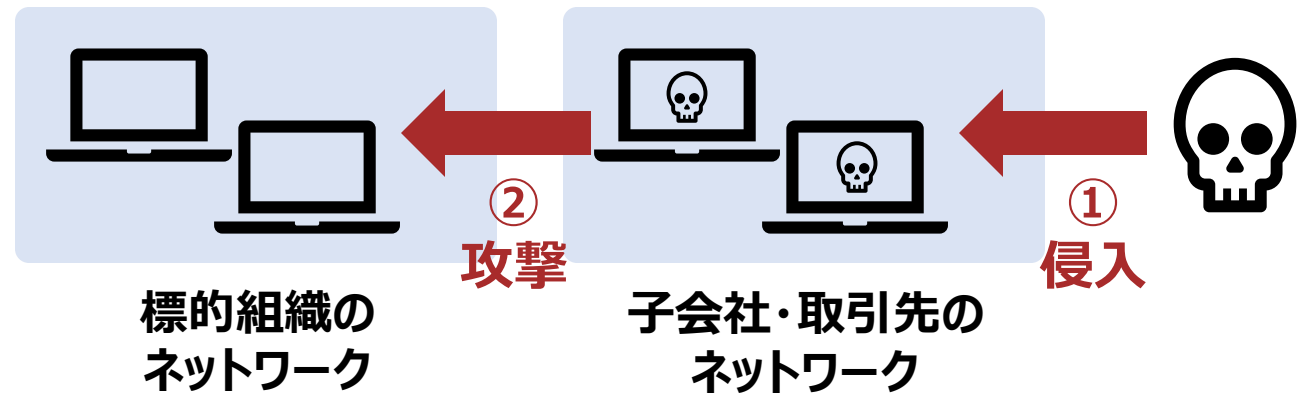 ②
攻撃
①
侵入
標的組織の
ネットワーク
子会社・取引先の
ネットワーク